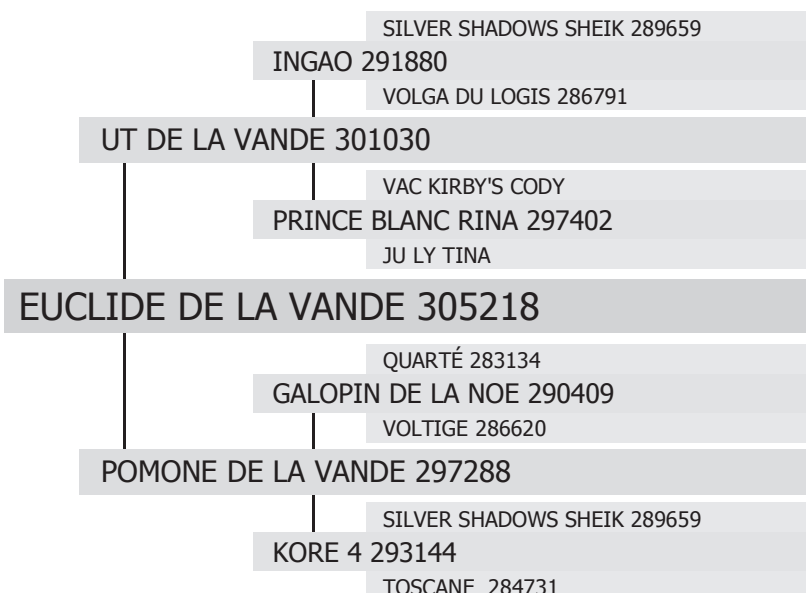 SILVER SHADOWS SHEIK 289659
INGAO 291880
VOLGA DU LOGIS 286791
UT DE LA VANDE 301030
VAC KIRBY'S CODY
PRINCE BLANC RINA 297402
JU LY TINA
EUCLIDE DE LA VANDE 305218
QUARTÉ 283134
GALOPIN DE LA NOE 290409
VOLTIGE 286620
POMONE DE LA VANDE 297288
SILVER SHADOWS SHEIK 289659
KORE 4 293144
TOSCANE 284731